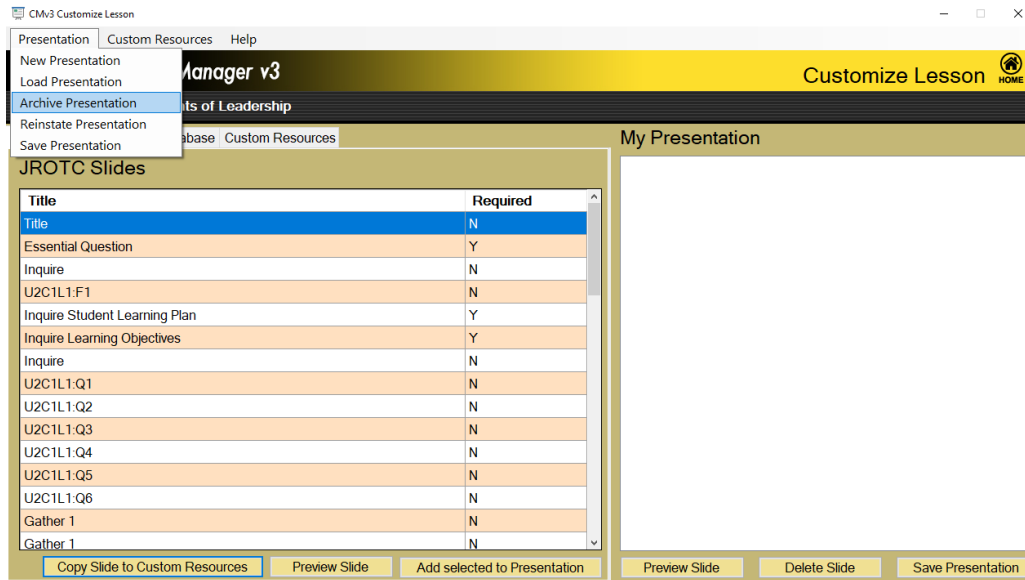 CMv3 Customize Lesson
Presentation Custom Resources Help
New Presentation
Load Presentation
Archive Presentation
Reinstate Presentation
Save Presentation
Manager v3
Customize Lesson
HOME
ts of Leadership
abase Custom Resources
My Presentation
JROTC Slides
Title Required
Title N
Essential Question Y
Inquire N
U2C1L1:F1 N
Inquire Student Learning Plan Y
Inquire Learning Objectives Y
Inquire N
U2C1L1:Q1 N
U2C1L1:Q2 N
U2C1L1:Q3 N
U2C1L1:Q4 N
U2C1L1:Q5 N
U2C1L1:Q6 N
Gather 1 N
Gather 1 N
Copy Slide to Custom Resources Preview Slide Add selected to Presentation Preview Slide Delete Slide Save Presentation